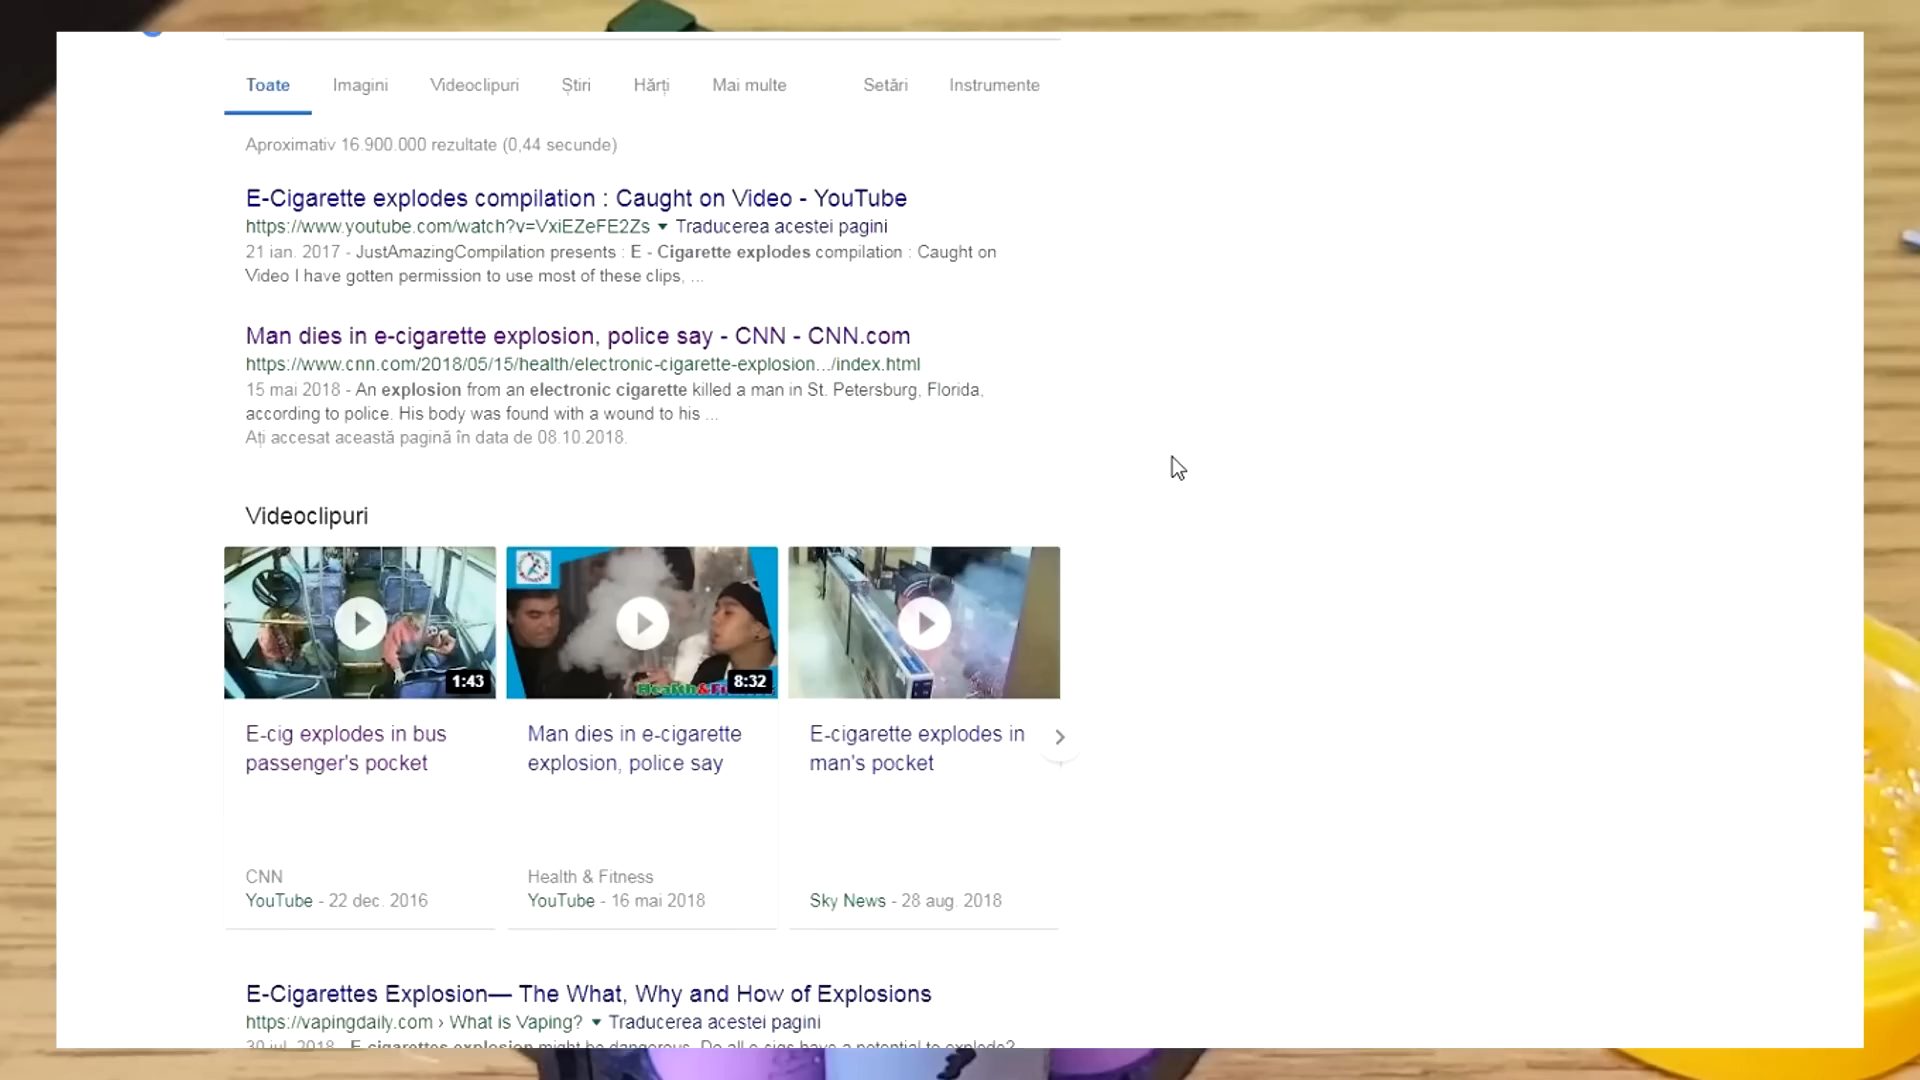 Toate Imagini Videoclipuri Știri Hărți Mai multe Setări Instrumente
Aproximativ 16.900.000 rezultate (0,44 secunde)
E-Cigarette explodes compilation : Caught on Video - YouTube
https://www.youtube.com/watch?v=VxiEZeFE2Zs Traducerea acestei pagini
21 ian. 2017 - JustAmazingCompilation presents : E - Cigarette explodes compilation : Caught on
Video I have gotten permission to use most of these clips, ...
Man dies in e-cigarette explosion, police say - CNN - CNN.com
https://www.cnn.com/2018/05/15/health/electronic-cigarette-explosion.../index.html
15 mai 2018 - An explosion from an electronic cigarette killed a man in St. Petersburg, Florida,
according to police. His body was found with a wound to his ...
Ați accesat această pagină în data de 08.10.2018.
Videoclipuri
1:43
8:32
E-cig explodes in bus
passenger's pocket
CNN
YouTube - 22 dec. 2016
Man dies in e-cigarette
explosion, police say
Health & Fitness
YouTube - 16 mai 2018
E-cigarette explodes in
man's pocket
Sky News - 28 aug. 2018
E-Cigarettes Explosion— The What, Why and How of Explosions
https://vapingdaily.com › What is Vaping? Traducerea acestei pagini
30 iul. 2018 - E cigarettes explosion might be dangerous. Do all e-cigs have a potential to explode?